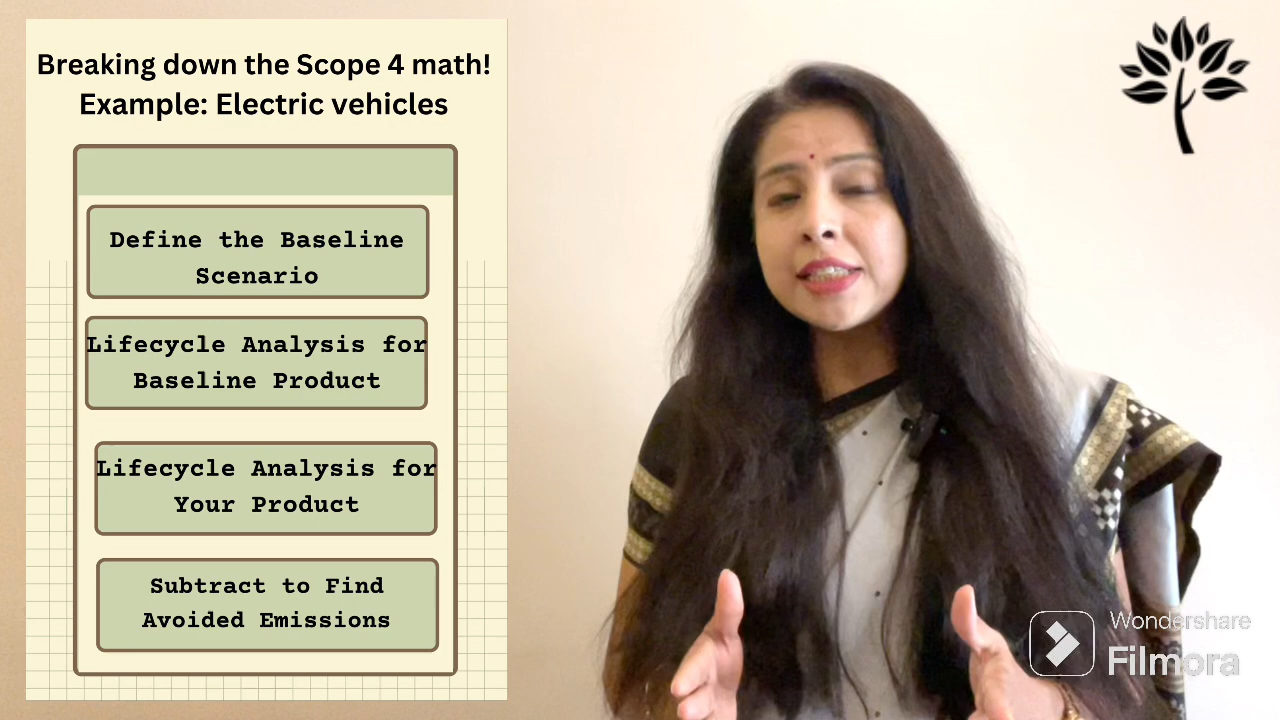 Breaking down the Scope 4 math!
Example: Electric vehicles
Define the Baseline
Scenario
Lifecycle Analysis for
Baseline Product
Lifecycle Analysis for
Your Product
Subtract to Find
Avoided Emissions
Wondershare
Filmora